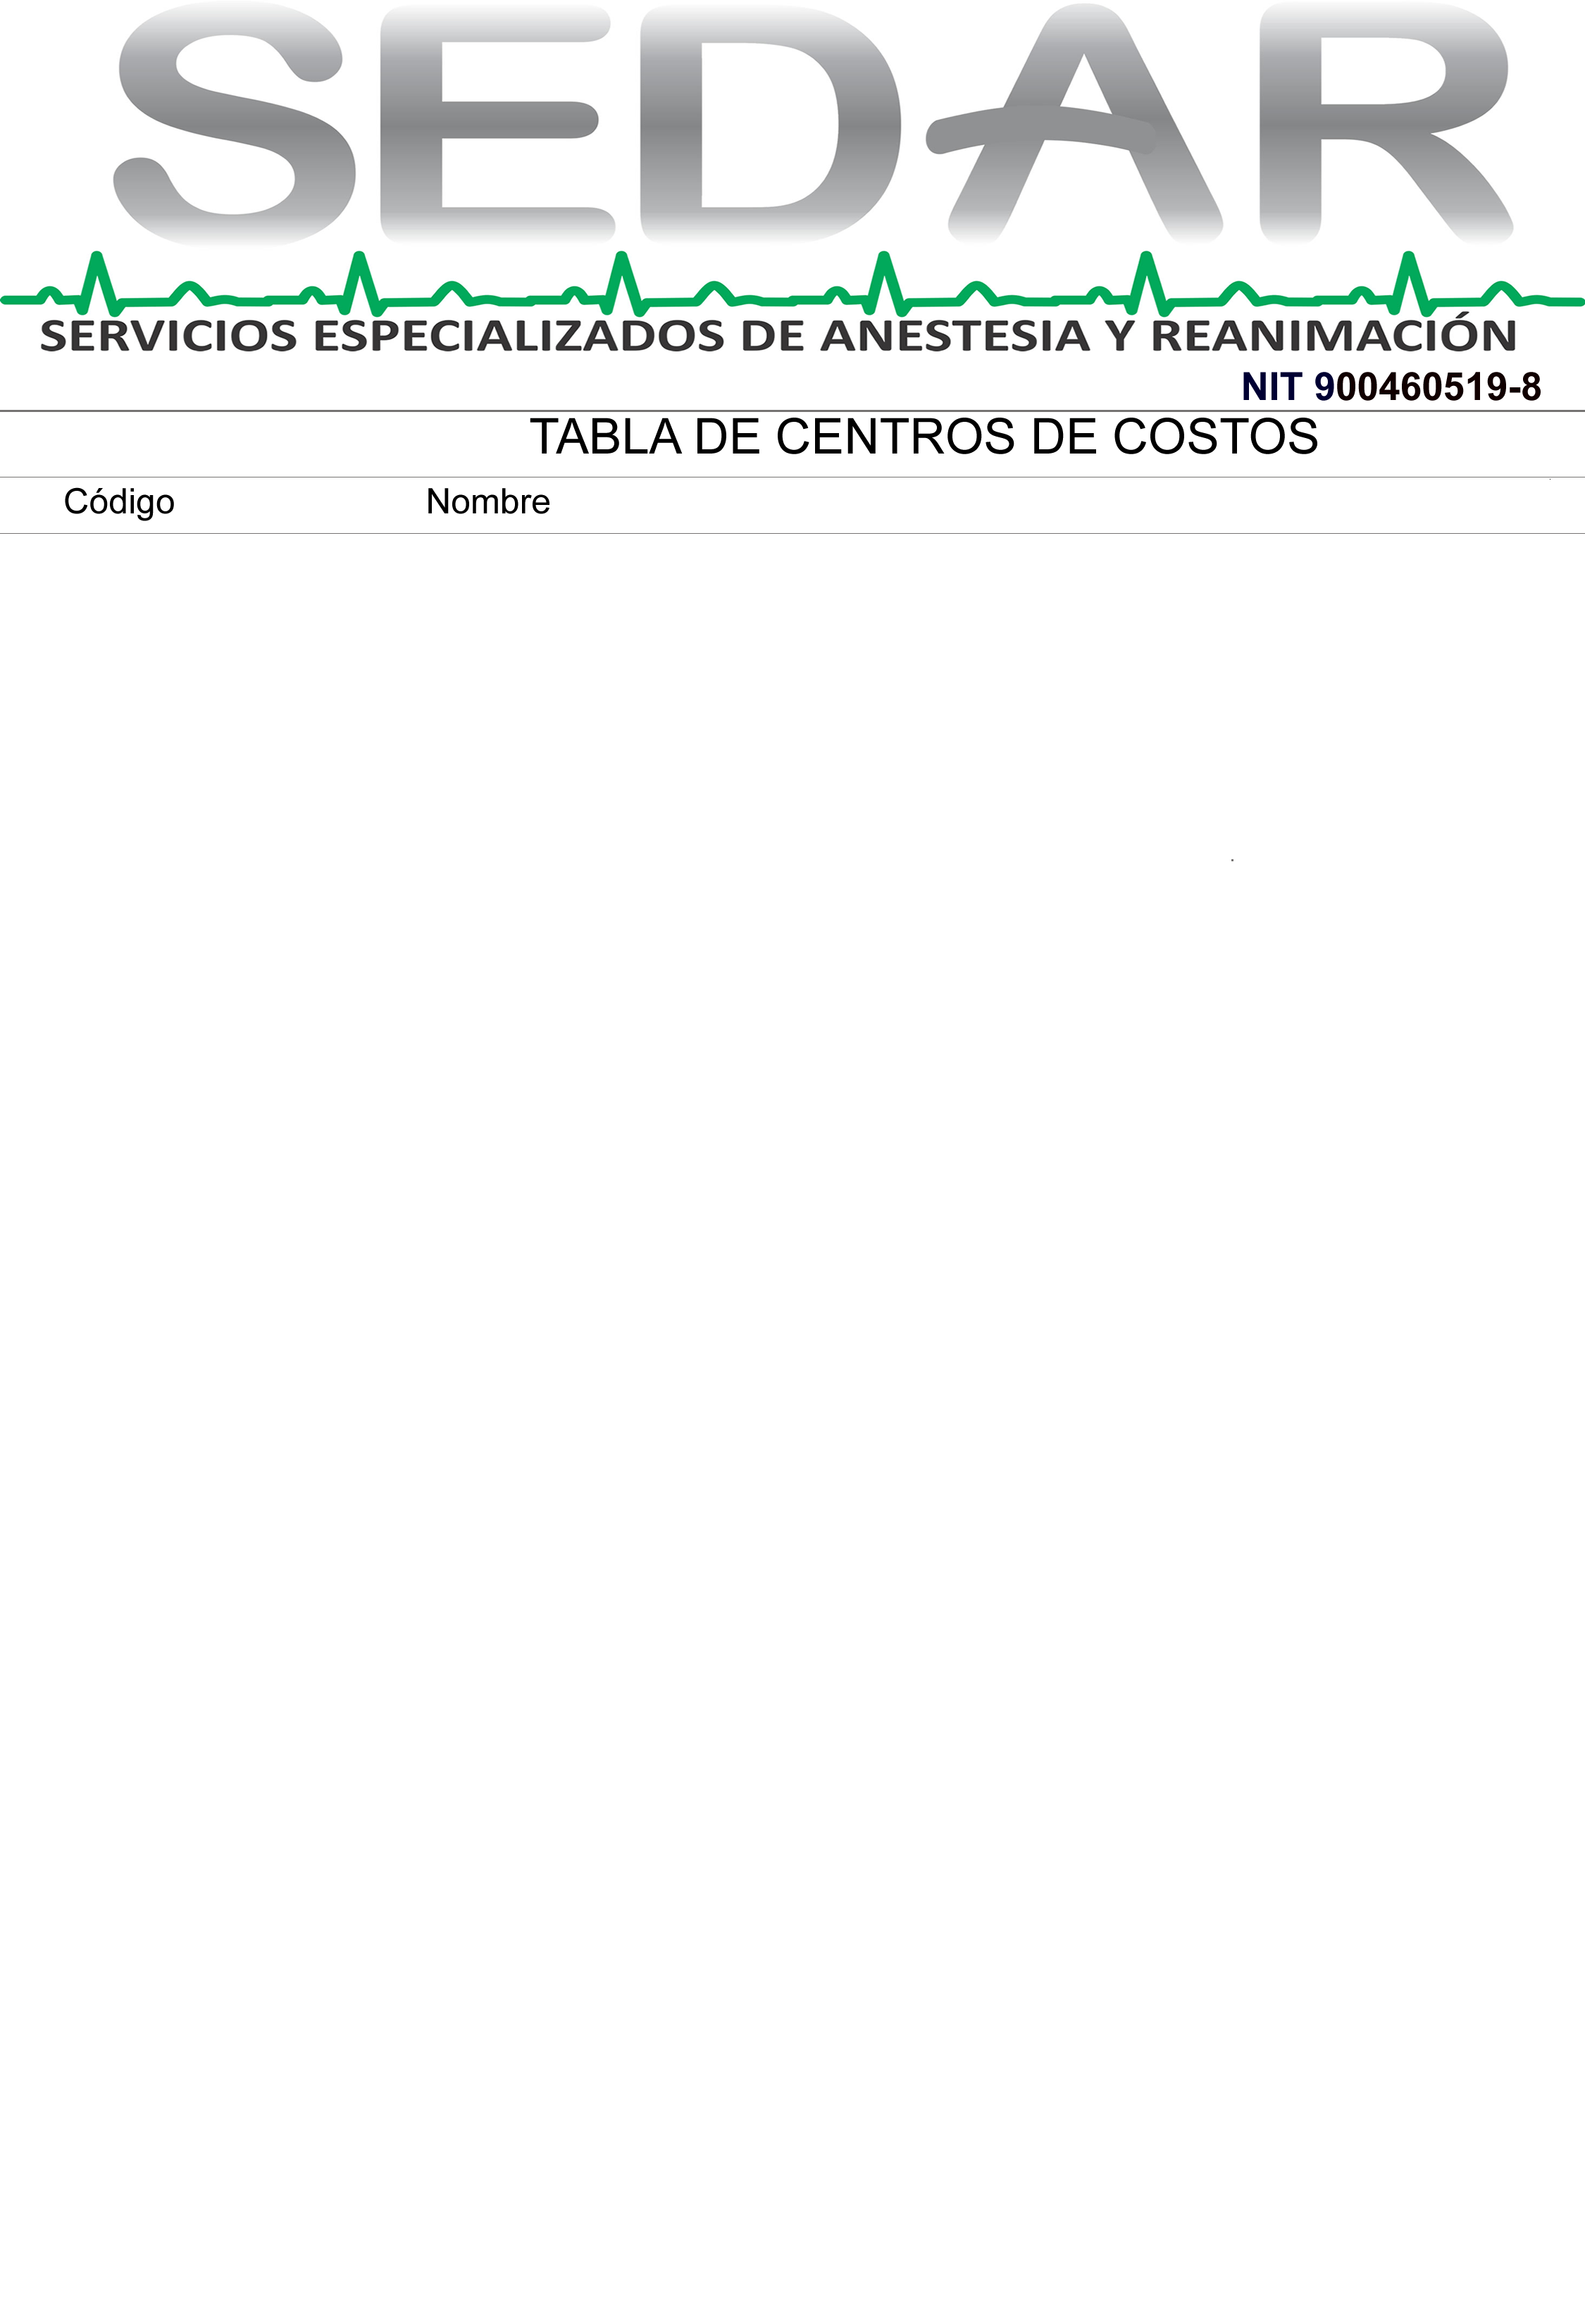 SEDAR
SERVICIOS ESPECIALIZADOS DE ANESTESIA Y REANIMACIÓN
NIT 900460519-8
TABLA DE CENTROS DE COSTOS
Código Nombre